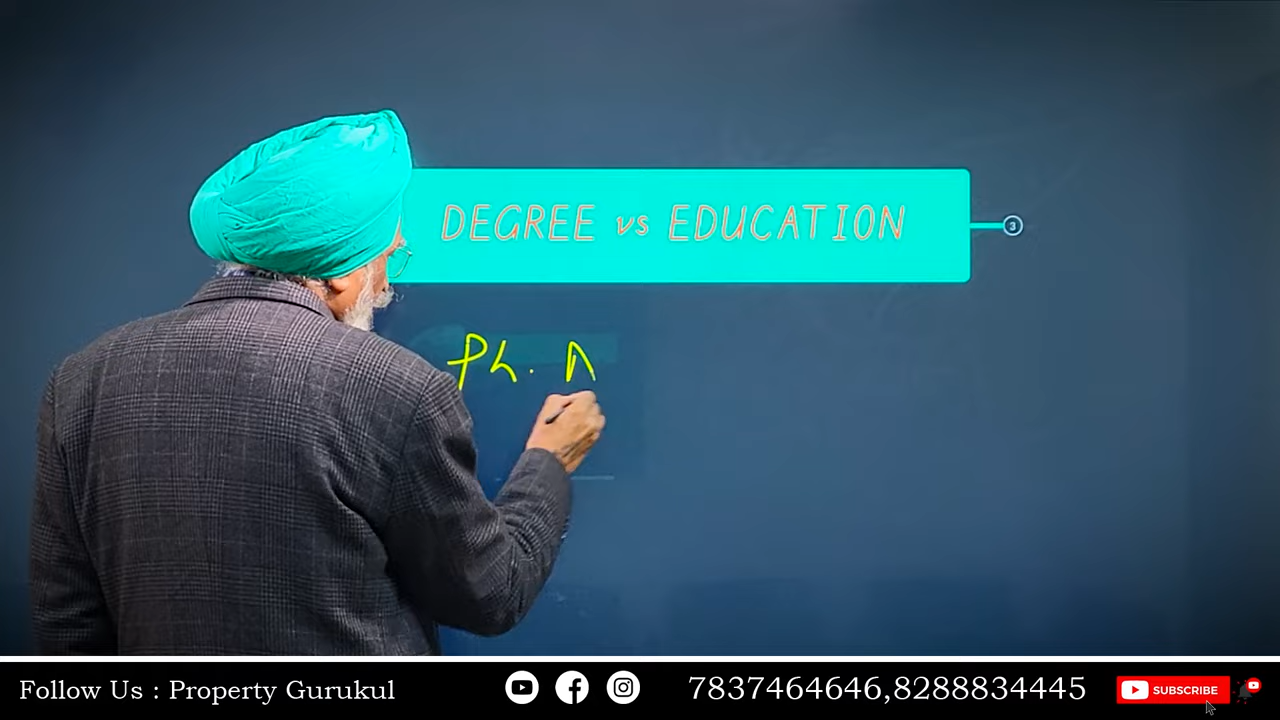 DEGREE vs EDUCATION
3
Ph. D
Follow Us : Property Gurukul
7837464646,8288834445
SUBSCRIBE